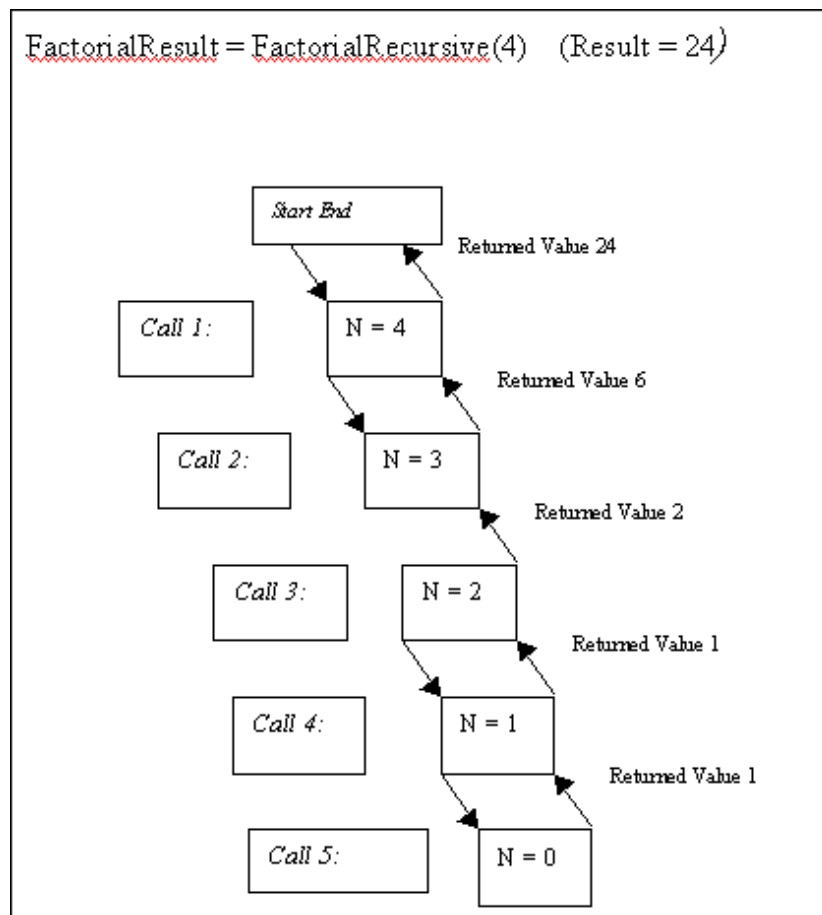 FactorialResult = FactorialRecursive(4) (Result = 24)
Start End
Returned Value 24
Call 1:
N = 4
Returned Value 6
Call 2:
N = 3
Returned Value 2
Call 3:
N = 2
Returned Value 1
Call 4:
N = 1
Returned Value 1
Call 5:
N = 0